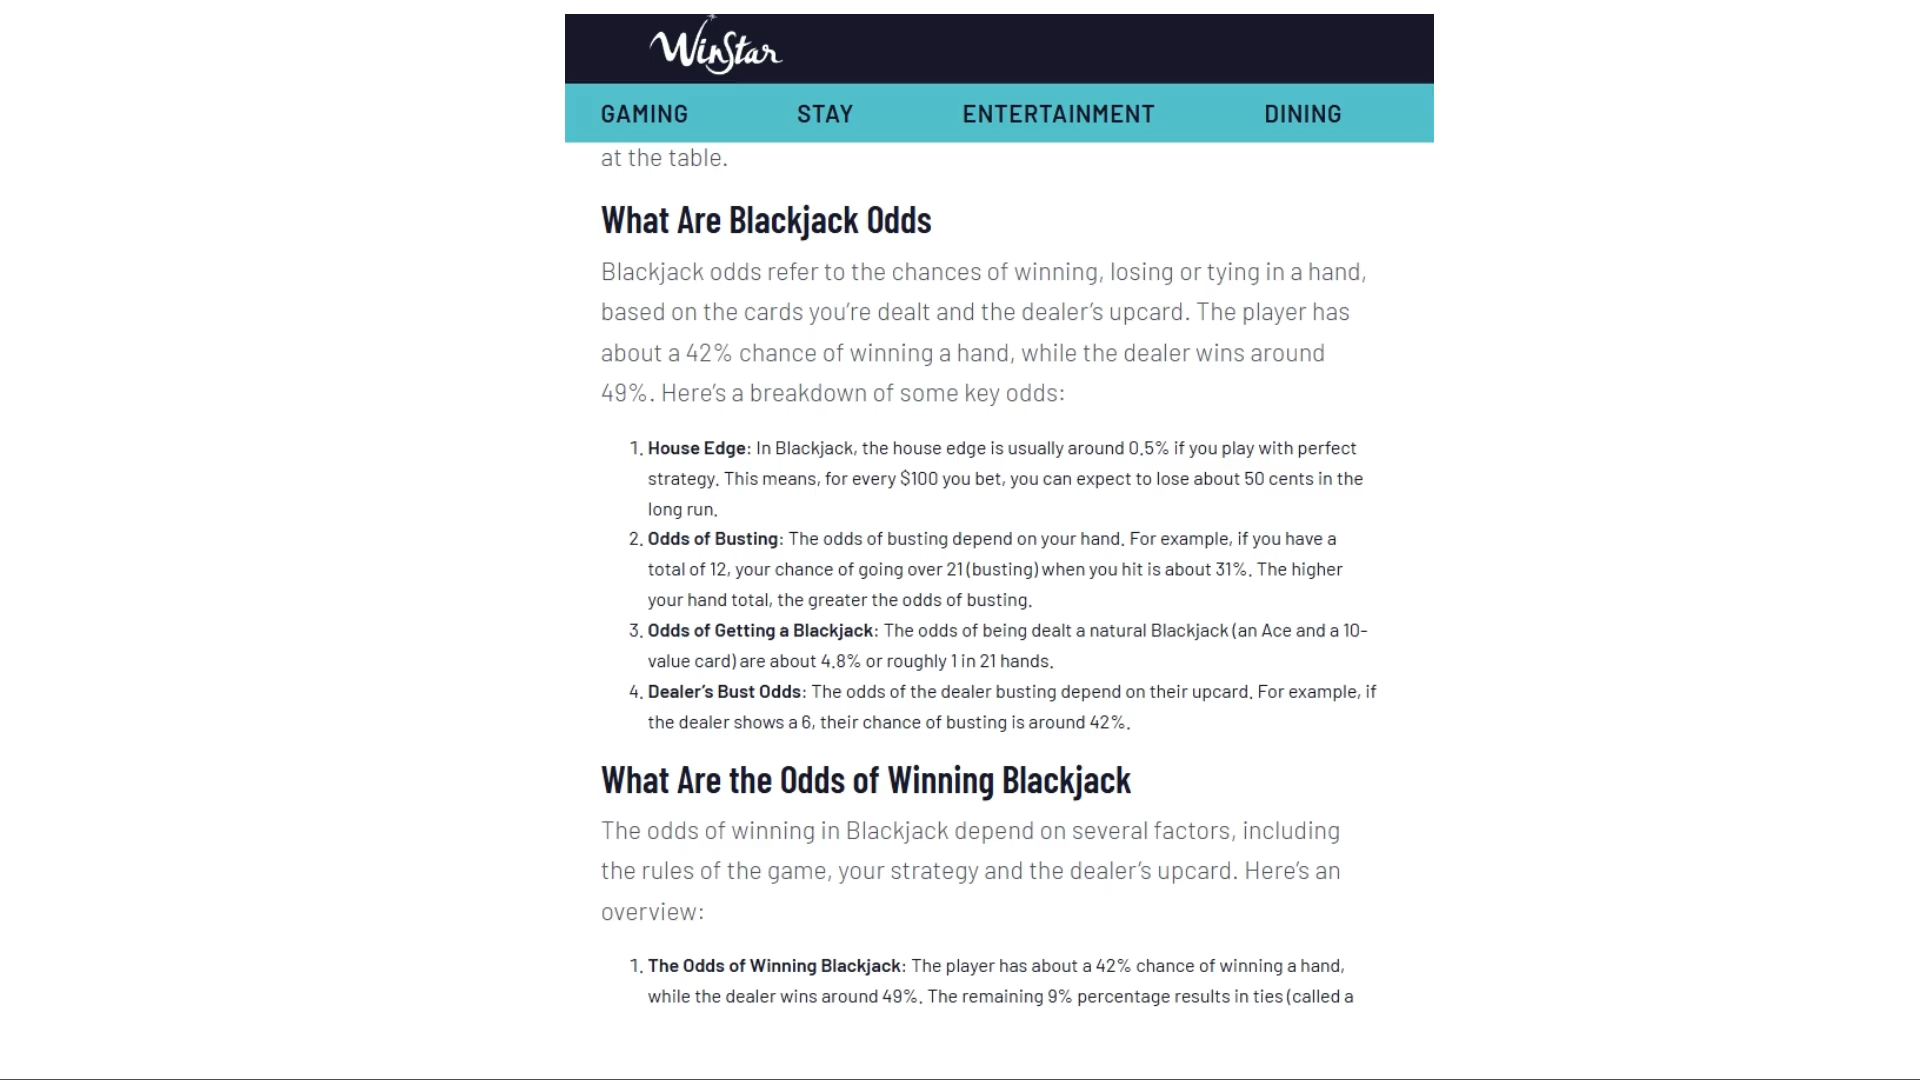 WinStar
GAMING STAY ENTERTAINMENT DINING
at the table.
What Are Blackjack Odds
Blackjack odds refer to the chances of winning, losing or tying in a hand,
based on the cards you’re dealt and the dealer’s upcard. The player has
about a 42% chance of winning a hand, while the dealer wins around
49%. Here’s a breakdown of some key odds:
1. House Edge: In Blackjack, the house edge is usually around 0.5% if you play with perfect
strategy. This means, for every $100 you bet, you can expect to lose about 50 cents in the
long run.
2. Odds of Busting: The odds of busting depend on your hand. For example, if you have a
total of 12, your chance of going over 21 (busting) when you hit is about 31%. The higher
your hand total, the greater the odds of busting.
3. Odds of Getting a Blackjack: The odds of being dealt a natural Blackjack (an Ace and a 10-
value card) are about 4.8% or roughly 1 in 21 hands.
4. Dealer’s Bust Odds: The odds of the dealer busting depend on their upcard. For example, if
the dealer shows a 6, their chance of busting is around 42%.
What Are the Odds of Winning Blackjack
The odds of winning in Blackjack depend on several factors, including
the rules of the game, your strategy and the dealer’s upcard. Here’s an
overview:
1. The Odds of Winning Blackjack: The player has about a 42% chance of winning a hand,
while the dealer wins around 49%. The remaining 9% percentage results in ties (called a